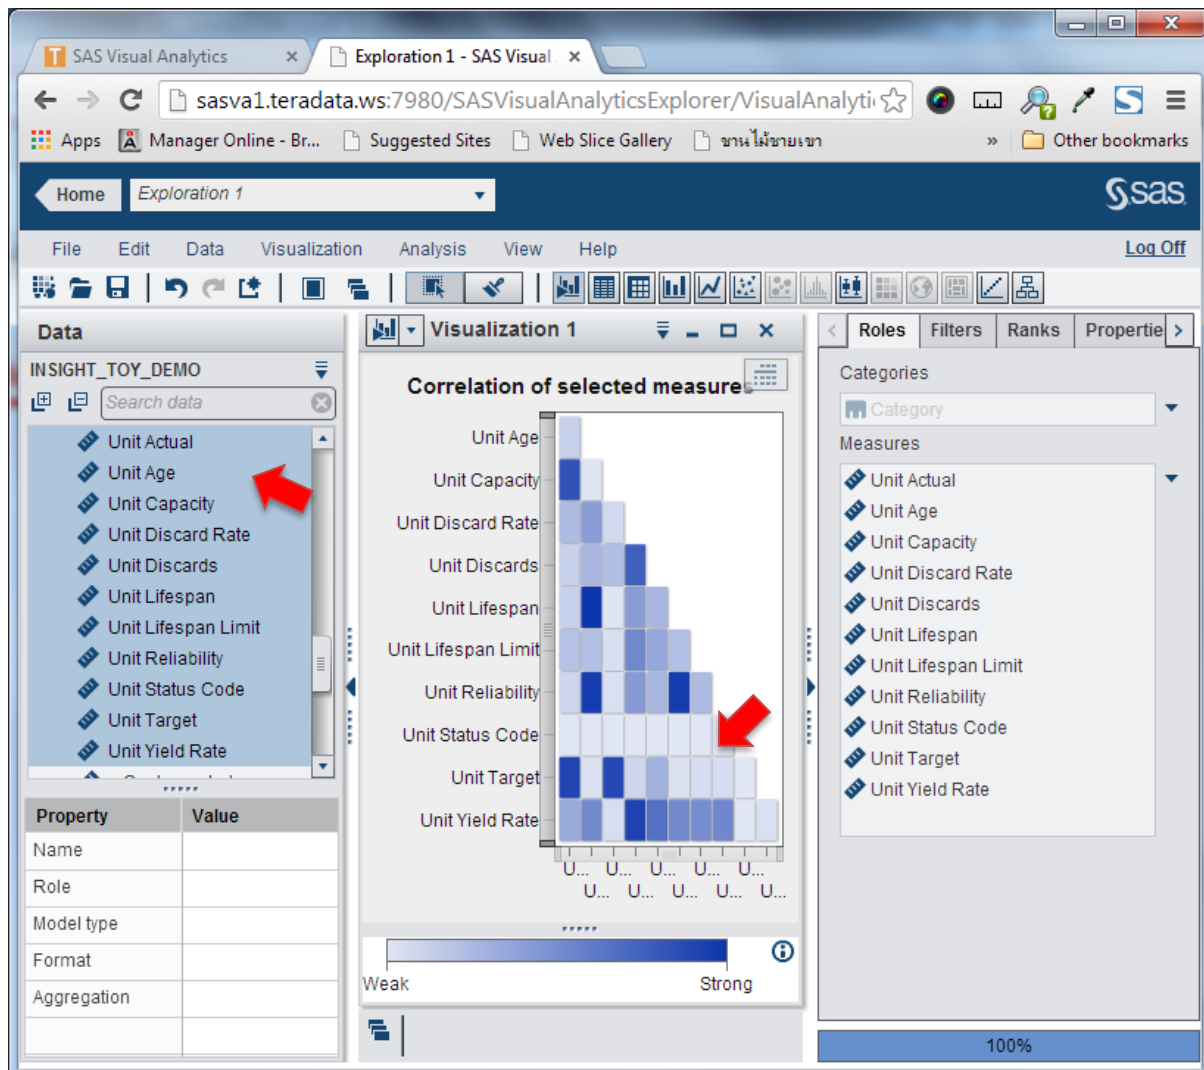 SAS Visual Analytics
Exploration 1 - SAS Visual
sasva1.teradata.ws:7980/SASVisualAnalyticsExplorer/VisualAnalyti
Apps Manager Online - Br... Suggested Sites Web Slice Gallery ชานไม้ชายเขา » Other bookmarks
Home Exploration 1 sas
File Edit Data Visualization Analysis View Help Log Off
Data
INSIGHT_TOY_DEMO
Search data
Unit Actual
Unit Age
Unit Capacity
Unit Discard Rate
Unit Discards
Unit Lifespan
Unit Lifespan Limit
Unit Reliability
Unit Status Code
Unit Target
Unit Yield Rate
Property Value
Name
Role
Model type
Format
Aggregation
Visualization 1
Correlation of selected measures
Unit Age
Unit Capacity
Unit Discard Rate
Unit Discards
Unit Lifespan
Unit Lifespan Limit
Unit Reliability
Unit Status Code
Unit Target
Unit Yield Rate
U... U... U... U... U...
U... U... U... U... U...
Weak Strong
Roles Filters Ranks Propertie
Categories
Category
Measures
Unit Actual
Unit Age
Unit Capacity
Unit Discard Rate
Unit Discards
Unit Lifespan
Unit Lifespan Limit
Unit Reliability
Unit Status Code
Unit Target
Unit Yield Rate
100%